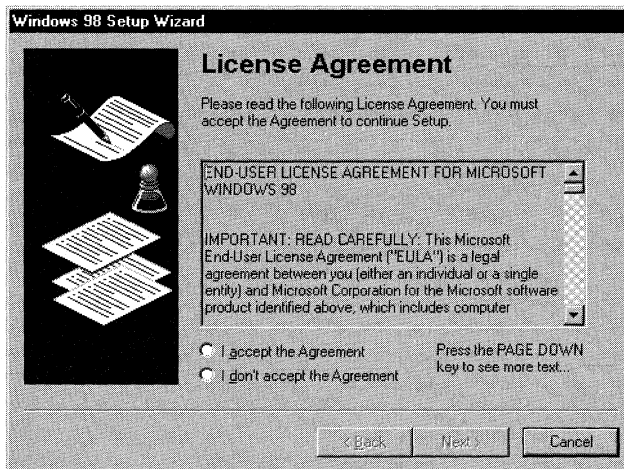 Windows 98 Setup Wizard
License Agreement
Please read the following License Agreement. You must
accept the Agreement to continue Setup.
END-USER LICENSE AGREEMENT FOR MICROSOFT
WINDOWS 98
IMPORTANT: READ CAREFULLY: This Microsoft
End-User License Agreement ("EULA") is a legal
agreement between you (either an individual or a single
entity) and Microsoft Corporation for the Microsoft software
product identified above, which includes computer
I accept the Agreement
I don't accept the Agreement
Press the PAGE DOWN
key to see more text...
< Back
Next >
Cancel